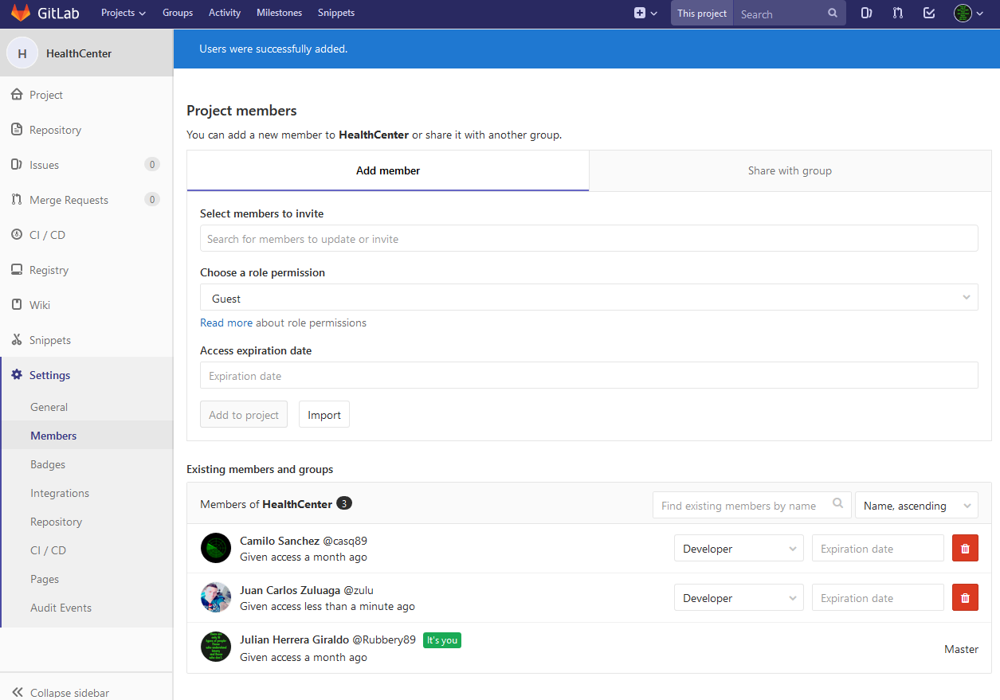 GitLab Projects Groups Activity Milestones Snippets This project Search
H HealthCenter
Users were successfully added.
Project
Repository
Issues 0
Merge Requests 0
CI / CD
Registry
Wiki
Snippets
Settings
General
Members
Badges
Integrations
Repository
CI / CD
Pages
Audit Events
Collapse sidebar
Project members
You can add a new member to HealthCenter or share it with another group.
Add member Share with group
Select members to invite
Search for members to update or invite
Choose a role permission
Guest
Read more about role permissions
Access expiration date
Expiration date
Add to project Import
Existing members and groups
Members of HealthCenter 3 Find existing members by name Name, ascending
Camilo Sanchez @casq89
Given access a month ago
Developer Expiration date
Juan Carlos Zuluaga @zulu
Given access less than a minute ago
Developer Expiration date
Julian Herrera Giraldo @Rubbery89 It's you
Given access a month ago
Master